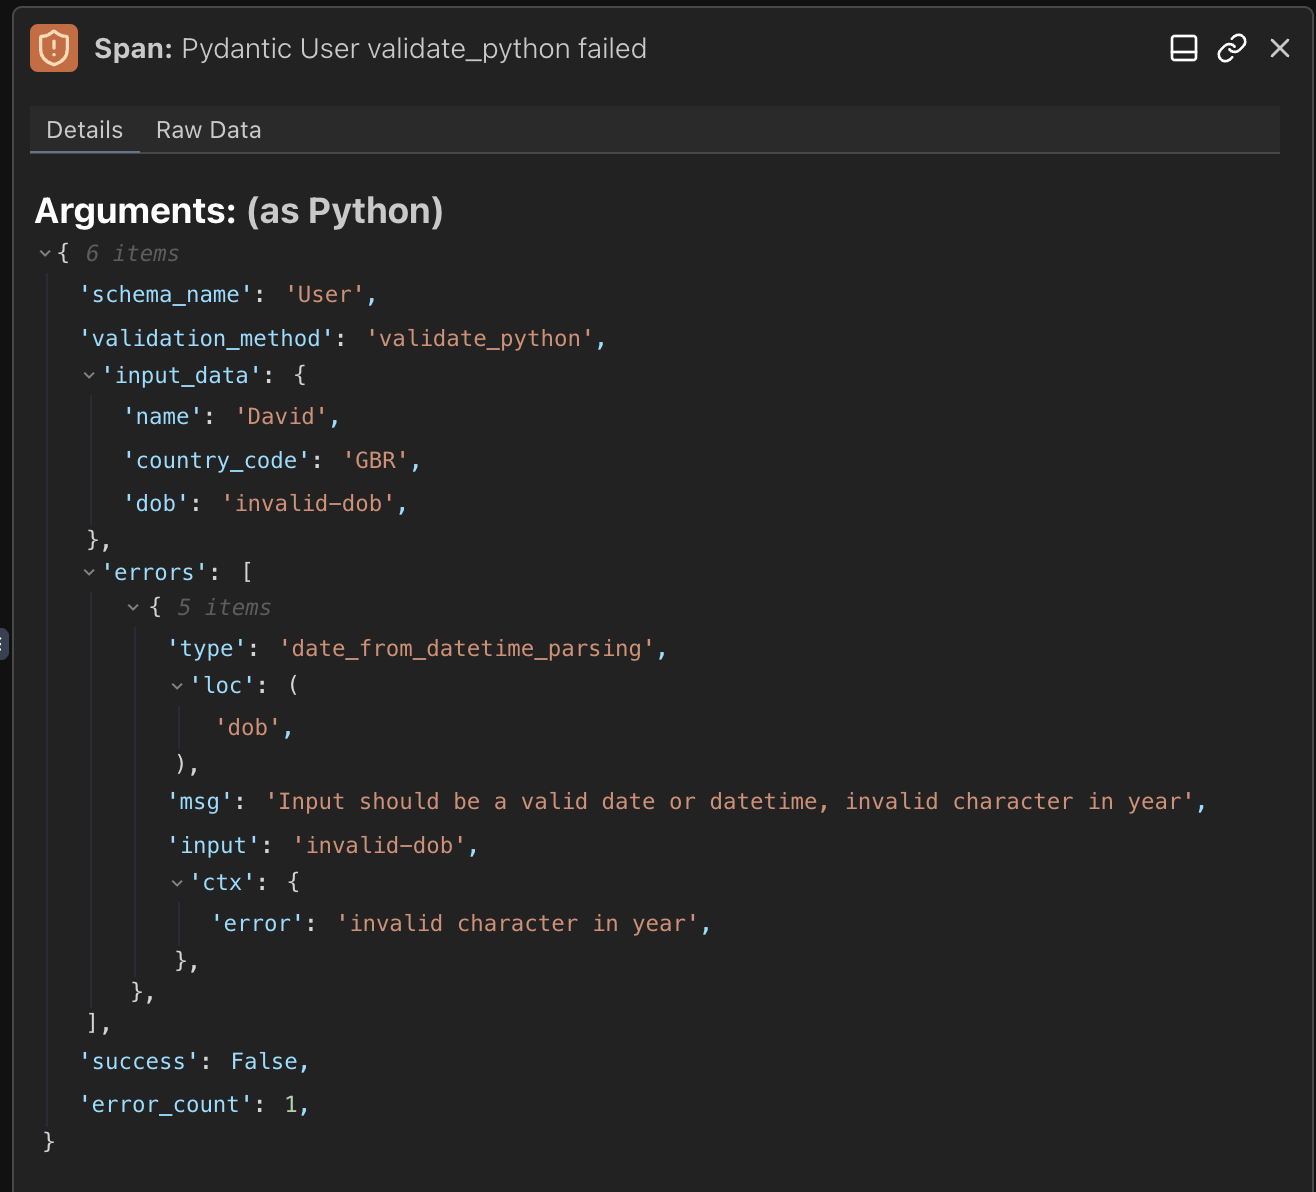 Span: Pydantic User validate_python failed
Details Raw Data
Arguments: (as Python)
{ 6 items
'schema_name': 'User',
'validation_method': 'validate_python',
'input_data': {
'name': 'David',
'country_code': 'GBR',
'dob': 'invalid-dob',
},
'errors': [
{ 5 items
'type': 'date_from_datetime_parsing',
'loc': (
'dob',
),
'msg': 'Input should be a valid date or datetime, invalid character in year',
'input': 'invalid-dob',
'ctx': {
'error': 'invalid character in year',
},
},
],
'success': False,
'error_count': 1,
}